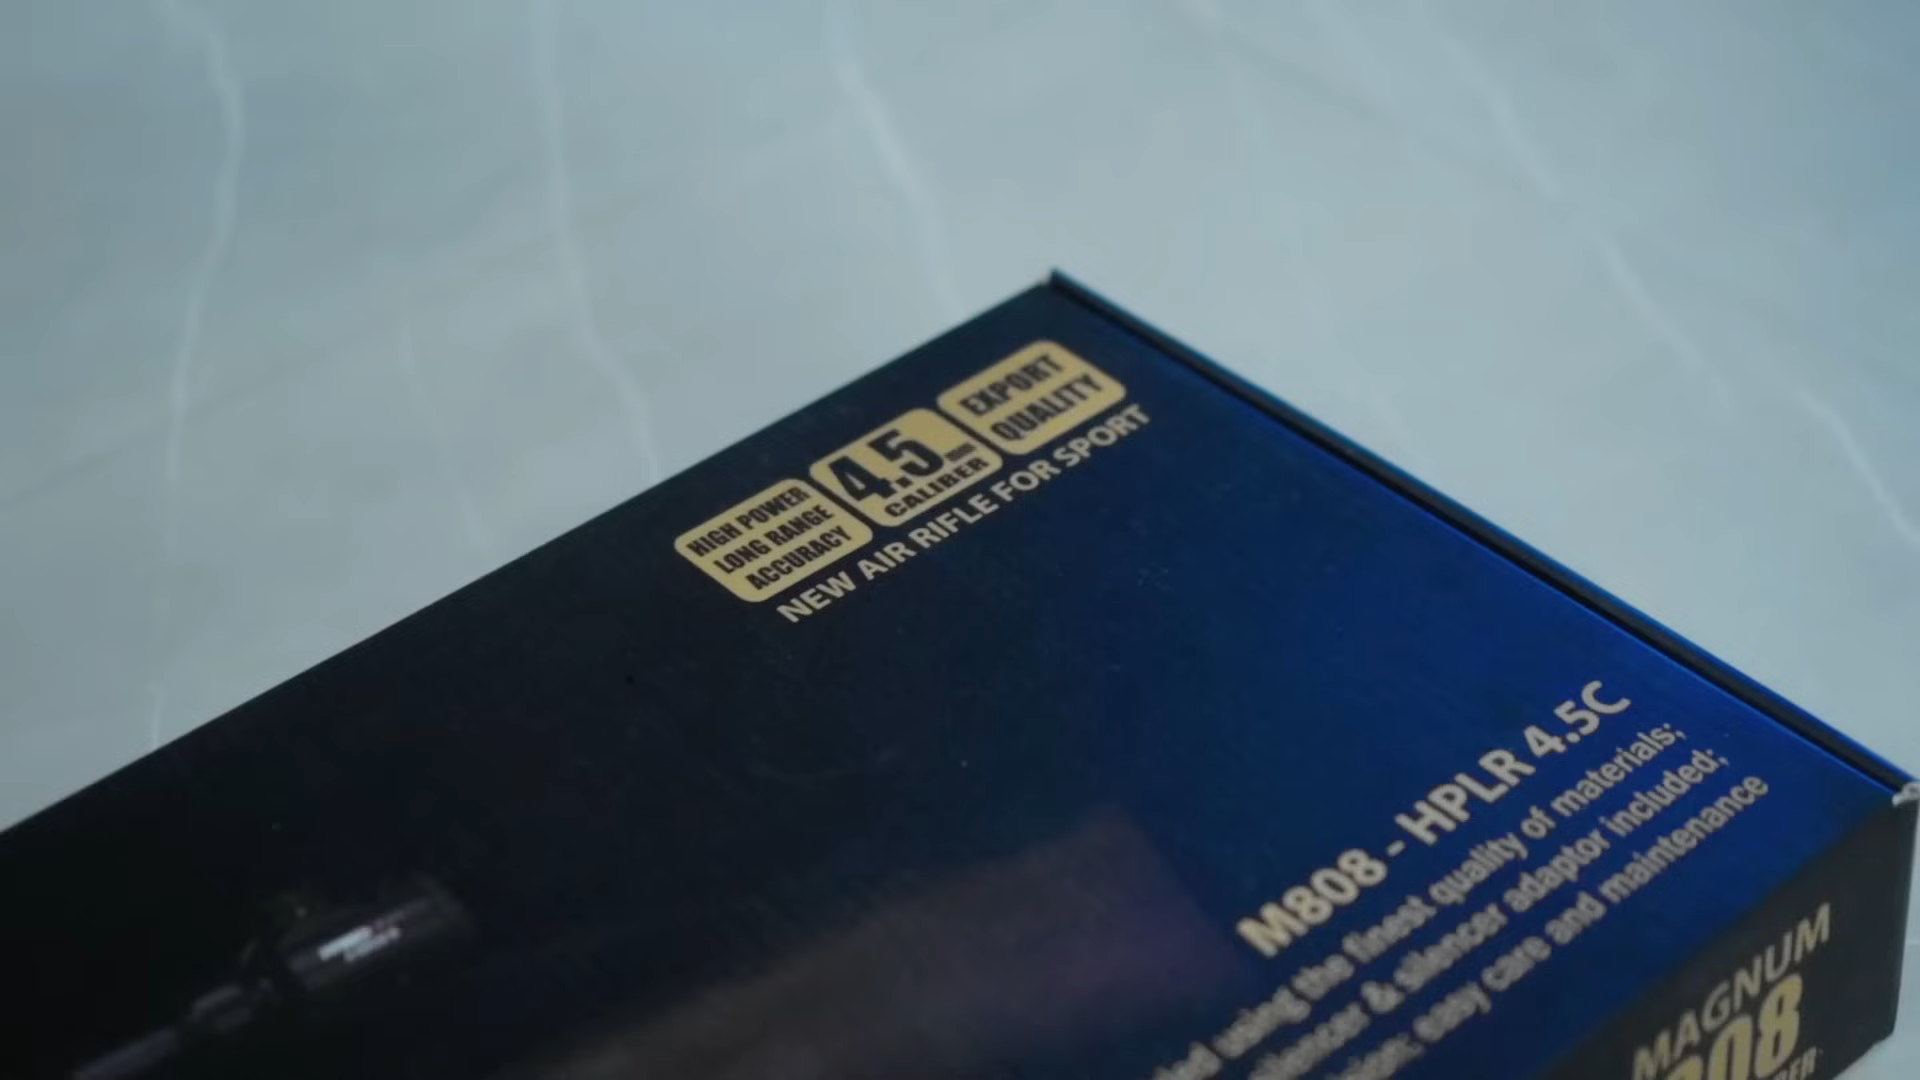 HIGH POWER
LONG RANGE
ACCURACY
4.5
CALIBER
EXPORT
QUALITY
NEW AIR RIFLE FOR SPORT
M808 - HPLR 4.5C
using the finest quality of materials;
silencer & silencer adaptor included;
easy care and maintenance
MAGNUM
808